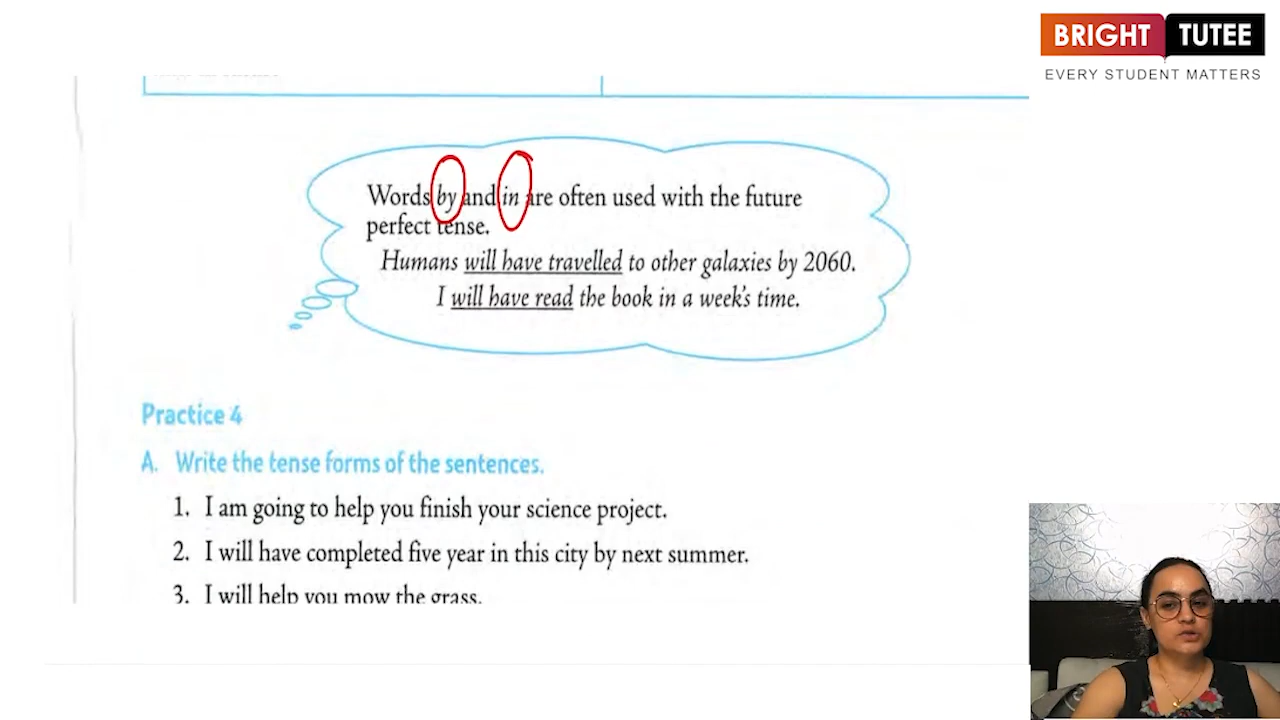 BRIGHT TUTEE
EVERY STUDENT MATTERS
Words by and in are often used with the future
perfect tense.
Humans will have travelled to other galaxies by 2060.
I will have read the book in a week's time.
Practice 4
A. Write the tense forms of the sentences.
1. I am going to help you finish your science project.
2. I will have completed five year in this city by next summer.
3. I will help you mow the grass.